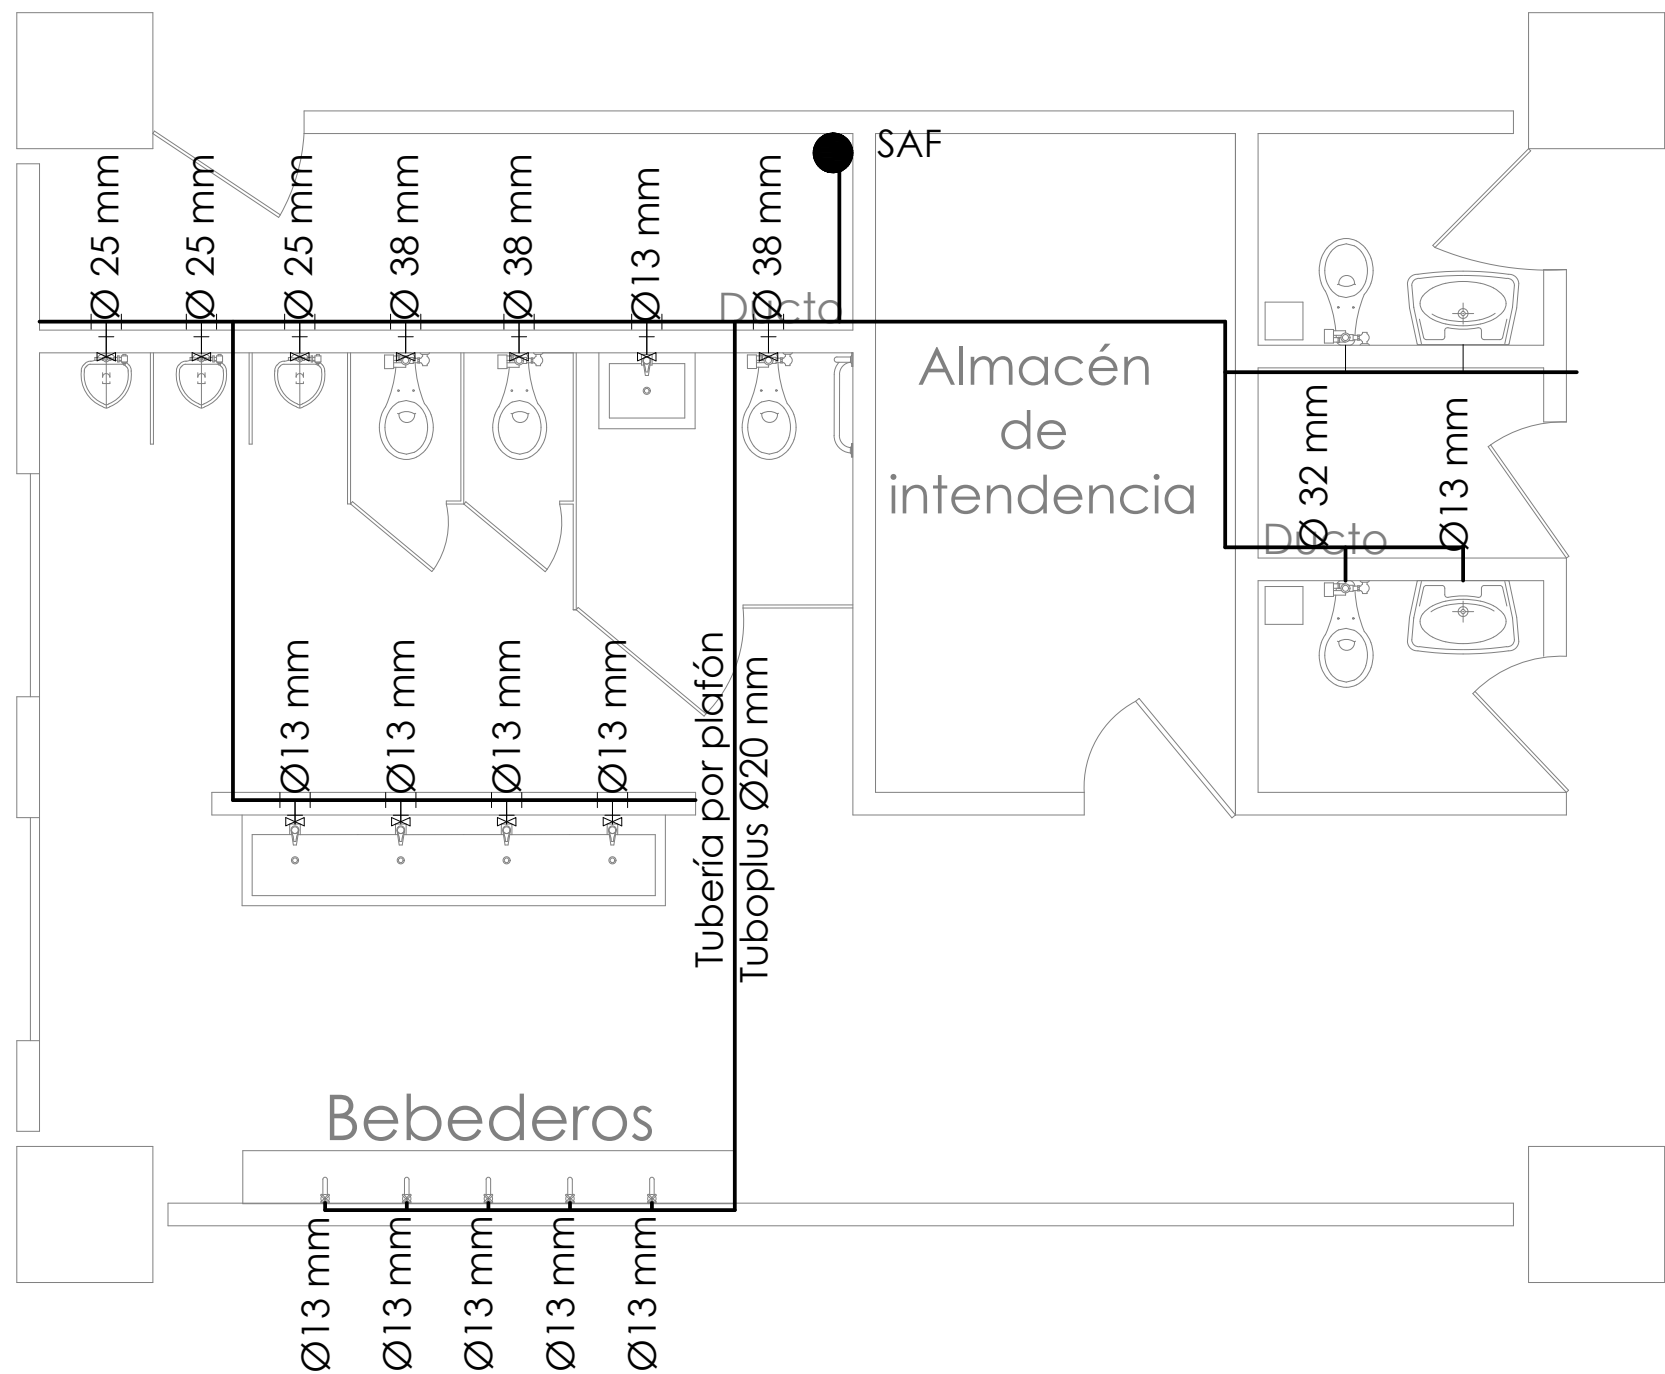 SAF
Ø 25 mm
Ø 25 mm
Ø 25 mm
Ø 38 mm
Ø 38 mm
Ø13 mm
Ø 38 mm
Ducto
Almacén
de
intendencia
Ø 32 mm
Ø13 mm
Ducto
Ø13 mm
Ø13 mm
Ø13 mm
Ø13 mm
Tubería por plafón
Tuboplus Ø20 mm
Bebederos
Ø13 mm
Ø13 mm
Ø13 mm
Ø13 mm
Ø13 mm